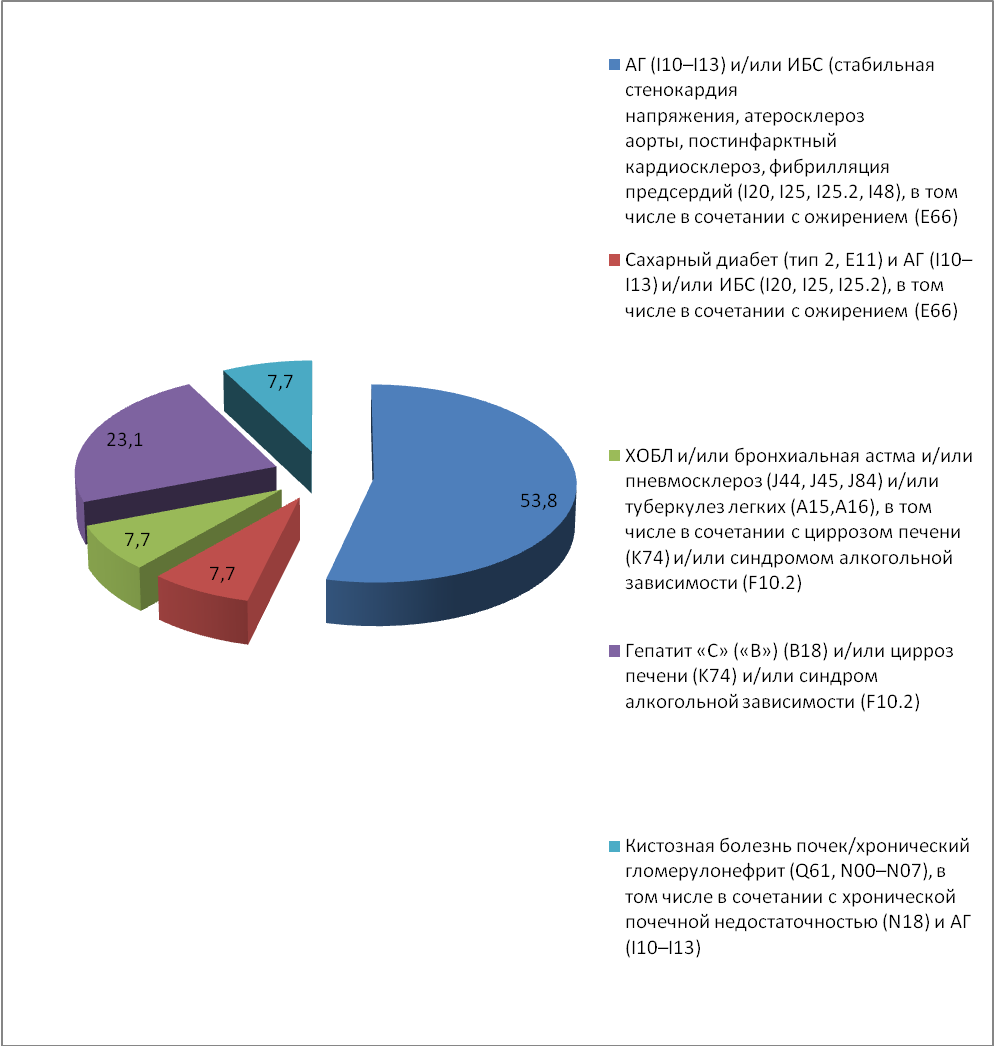 АГ (I10–I13) и/или ИБС (стабильная
стенокардия
напряжения, атеросклероз
аорты, постинфарктный
кардиосклероз, фибрилляция
предсердий (I20, I25, I25.2, I48), в том
числе в сочетании с ожирением (E66)
Сахарный диабет (тип 2, E11) и АГ (I10–
I13) и/или ИБС (I20, I25, I25.2), в том
числе в сочетании с ожирением (E66)
ХОБЛ и/или бронхиальная астма и/или
пневмосклероз (J44, J45, J84) и/или
туберкулез легких (A15,A16), в том
числе в сочетании с циррозом печени
(K74) и/или синдромом алкогольной
зависимости (F10.2)
Гепатит «С» («В») (B18) и/или цирроз
печени (K74) и/или синдром
алкогольной зависимости (F10.2)
Кистозная болезнь почек/хронический
гломерулонефрит (Q61, N00–N07), в
том числе в сочетании с хронической
почечной недостаточностью (N18) и АГ
(I10–I13)
7,7
23,1
53,8
7,7
7,7